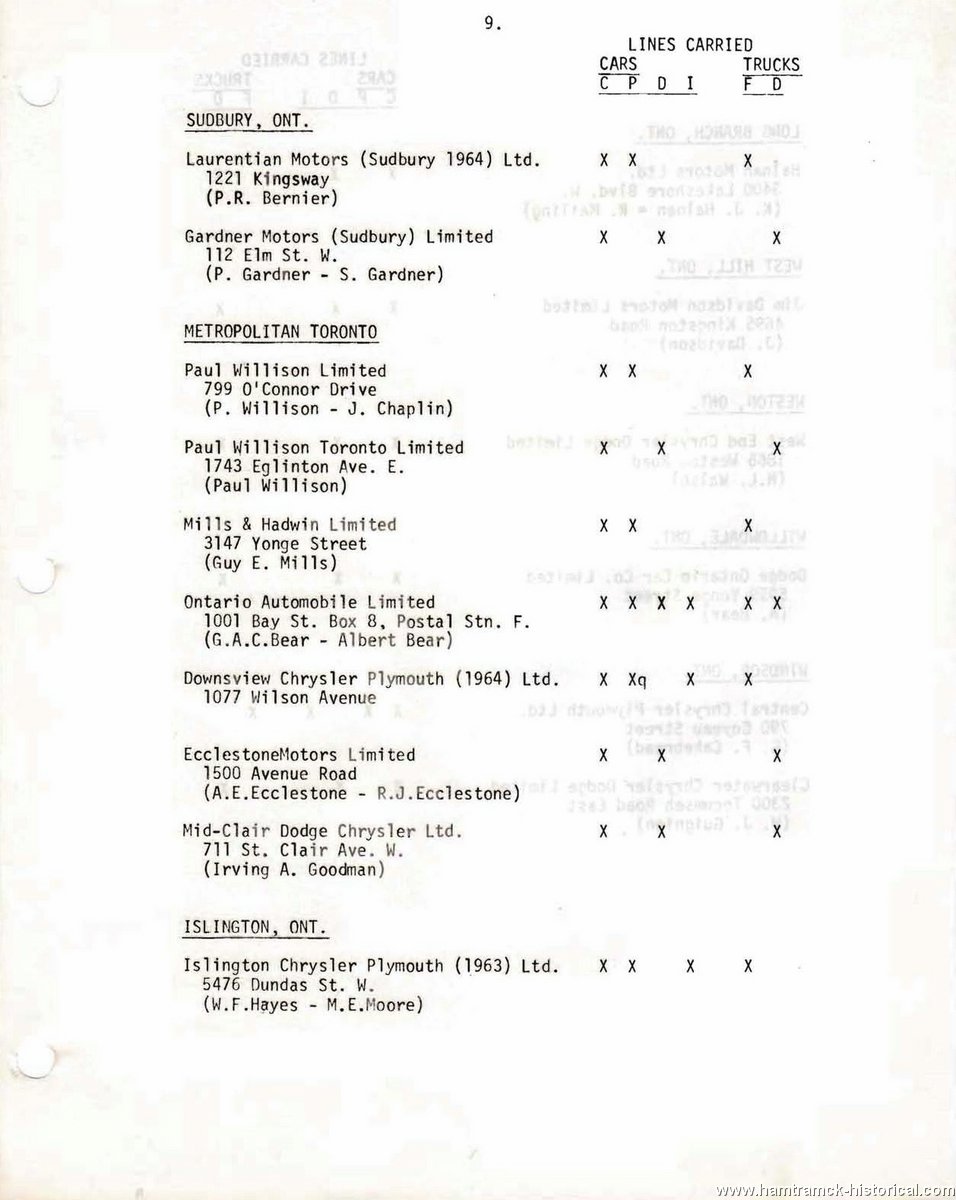 9.
LINES CARRIED
CARS TRUCKS
C P D I F D
SUDBURY, ONT.
Laurentian Motors (Sudbury 1964) Ltd. X X X
1221 Kingsway
(P.R. Bernier)
Gardner Motors (Sudbury) Limited X X X
112 Elm St. W.
(P. Gardner - S. Gardner)
METROPOLITAN TORONTO
Paul Willison Limited X X X
799 O'Connor Drive
(P. Willison - J. Chaplin)
Paul Willison Toronto Limited X X X
1743 Eglinton Ave. E.
(Paul Willison)
Mills & Hadwin Limited X X X
3147 Yonge Street
(Guy E. Mills)
Ontario Automobile Limited X X X X X X
1001 Bay St. Box 8, Postal Stn. F.
(G.A.C.Bear - Albert Bear)
Downsview Chrysler Plymouth (1964) Ltd. X Xq X X
1077 Wilson Avenue
EcclestoneMotors Limited X X X
1500 Avenue Road
(A.E.Ecclestone - R.J.Ecclestone)
Mid-Clair Dodge Chrysler Ltd. X X X
711 St. Clair Ave. W.
(Irving A. Goodman)
ISLINGTON, ONT.
Islington Chrysler Plymouth (1963) Ltd. X X X X
5476 Dundas St. W.
(W.F.Hayes - M.E.Moore)
www.hamtramck-historical.com